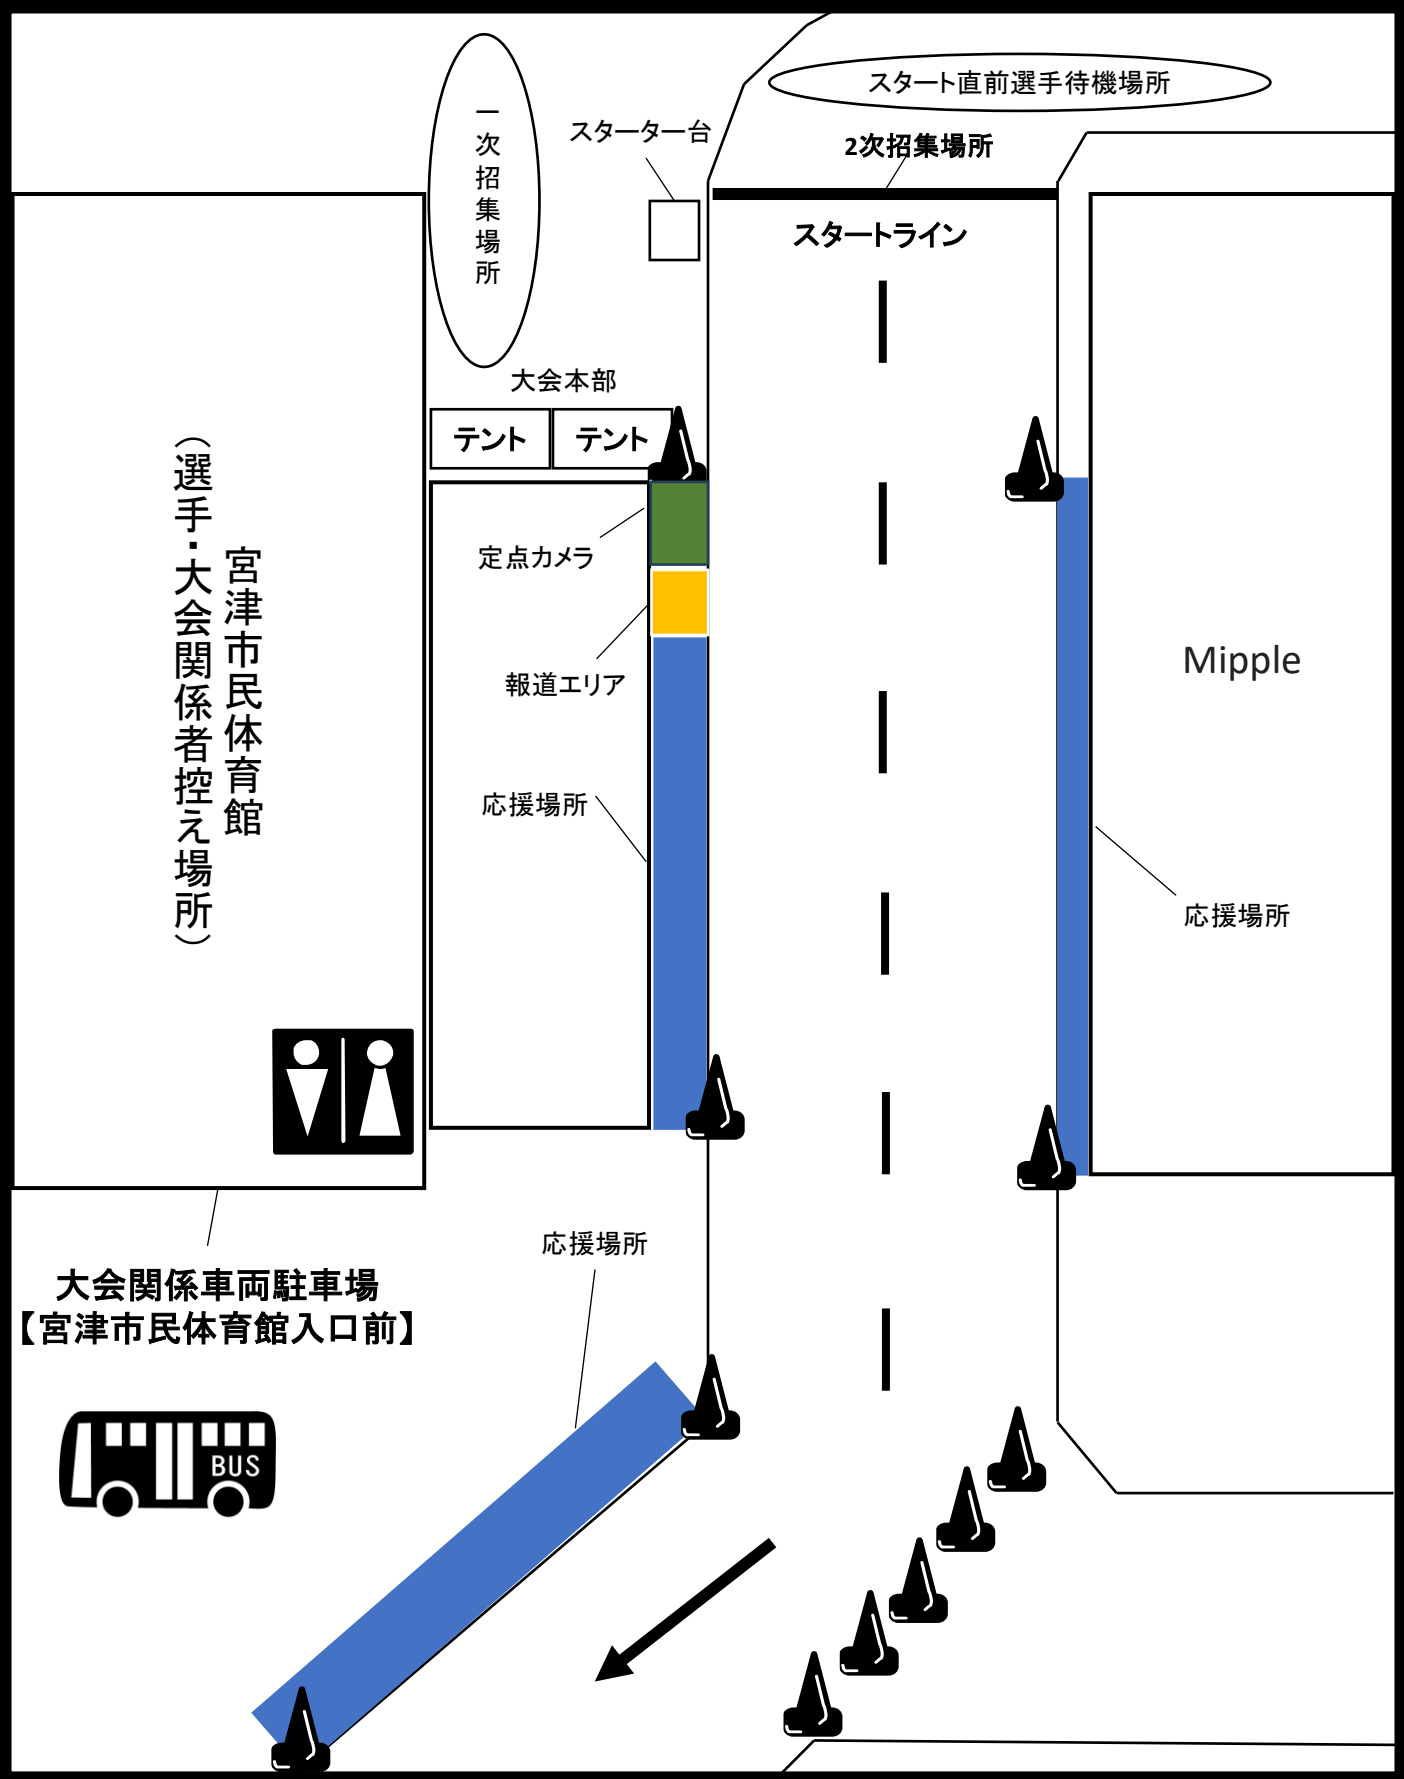 スタート直前選手待機場所
一次招集場所
スターター台
2次招集場所
スタートライン
大会本部
テント
テント
定点カメラ
報道エリア
応援場所
宮津市民体育館
（選手・大会関係者控え場所）
Mipple
応援場所
応援場所
大会関係車両駐車場
【宮津市民体育館入口前】
BUS